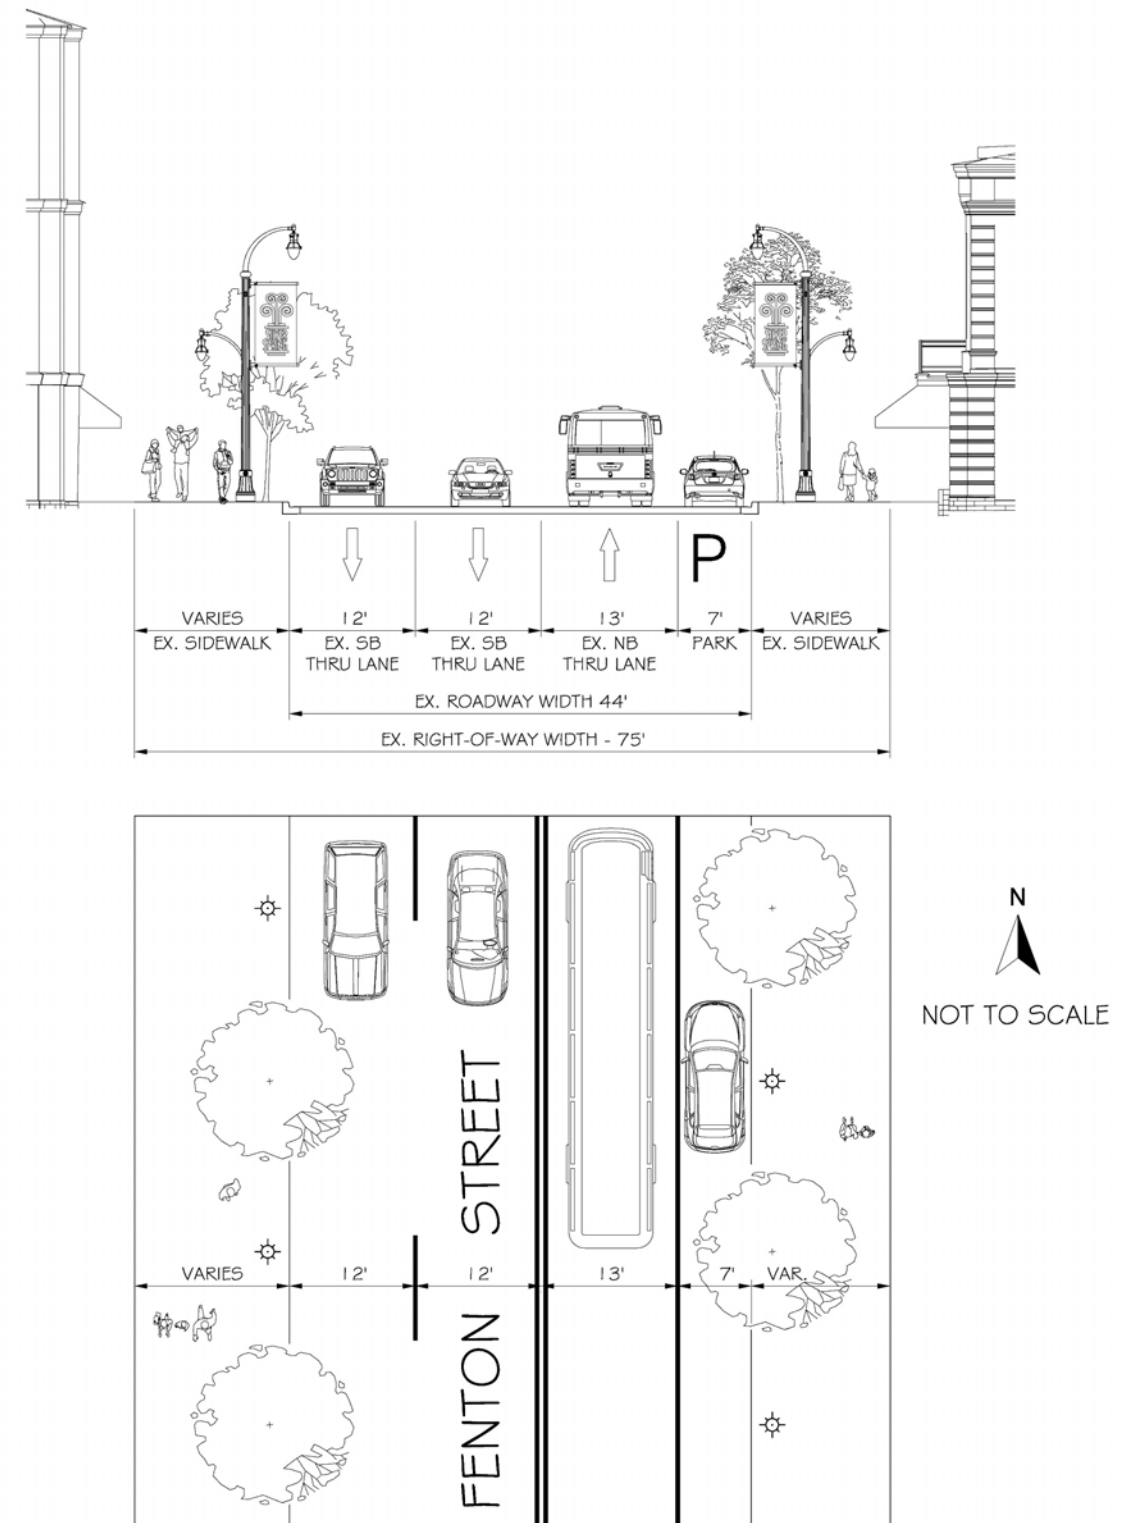 P
VARIES 12' 12' 13' 7' VARIES
EX. SIDEWALK EX. SB EX. SB EX. NB PARK EX. SIDEWALK
THRU LANE THRU LANE THRU LANE
EX. ROADWAY WIDTH 44'
EX. RIGHT-OF-WAY WIDTH - 75'
N
NOT TO SCALE
FENTON STREET
VARIES 12' 12' 13' 7' VAR.